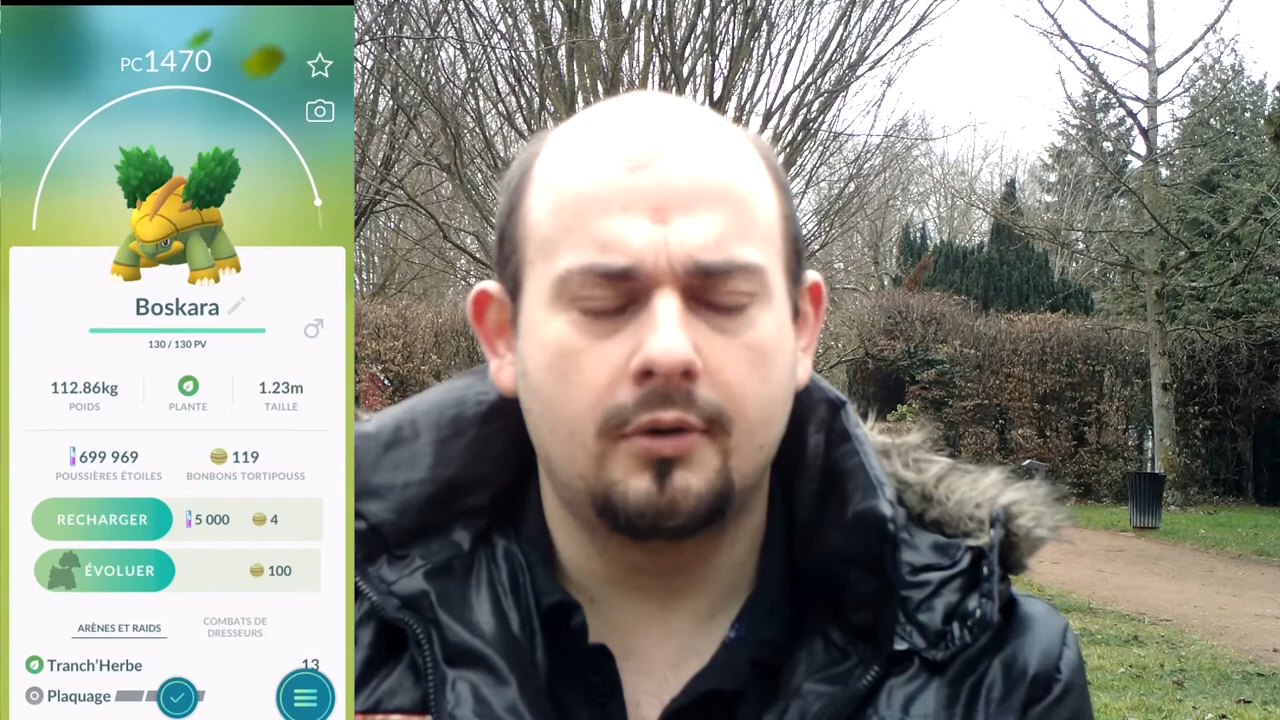 PC1470
Boskara
130 / 130 PV
112.86kg
POIDS
PLANTE
1.23m
TAILLE
699 969
POUSSIÈRES ÉTOILES
119
BONBONS TORTIPOUSS
RECHARGER
5 000
4
ÉVOLUER
100
ARÈNES ET RAIDS
COMBATS DE
DRESSEURS
Tranch'Herbe
13
Plaquage